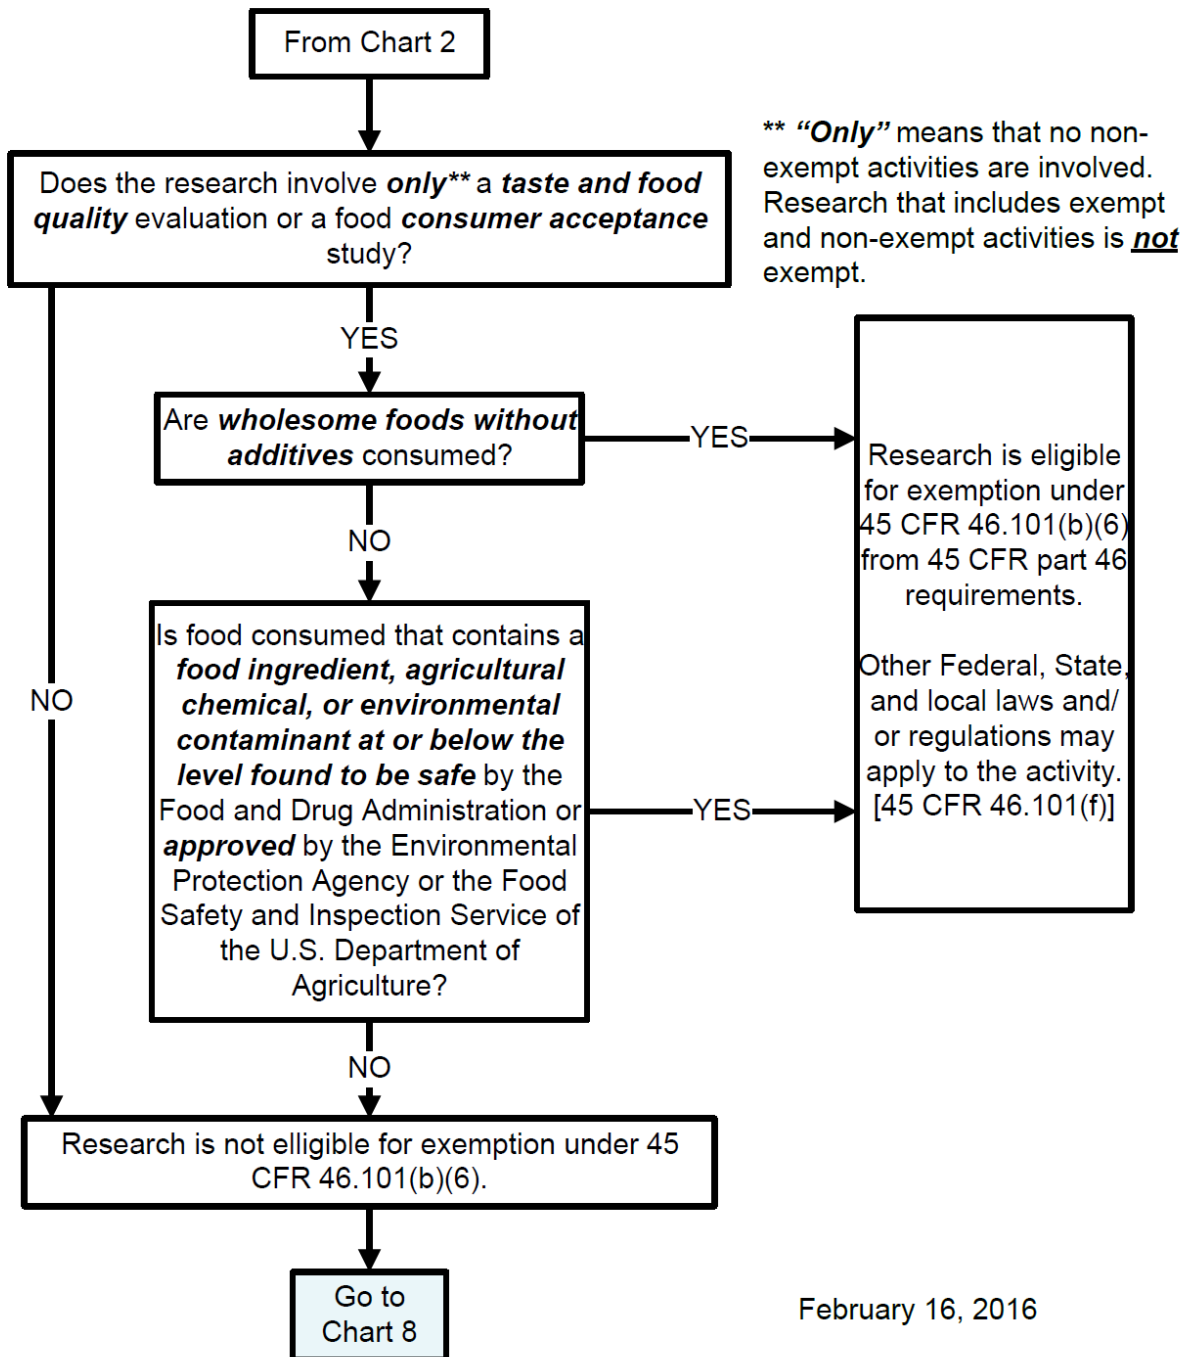 From Chart 2
Does the research involve only** a taste and food
quality evaluation or a food consumer acceptance
study?
** “Only” means that no non-
exempt activities are involved.
Research that includes exempt
and non-exempt activities is not
exempt.
YES
Are wholesome foods without
additives consumed?
YES
NO
Is food consumed that contains a
food ingredient, agricultural
chemical, or environmental
contaminant at or below the
level found to be safe by the
Food and Drug Administration or
approved by the Environmental
Protection Agency or the Food
Safety and Inspection Service of
the U.S. Department of
Agriculture?
YES
Research is eligible
for exemption under
45 CFR 46.101(b)(6)
from 45 CFR part 46
requirements.
Other Federal, State,
and local laws and/
or regulations may
apply to the activity.
[45 CFR 46.101(f)]
NO
NO
Research is not elligible for exemption under 45
CFR 46.101(b)(6).
Go to
Chart 8
February 16, 2016